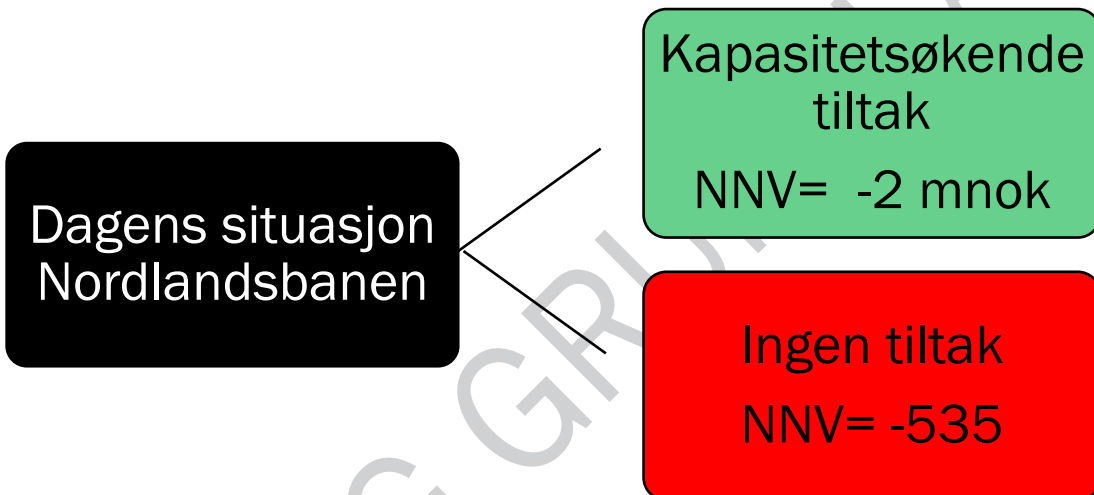 Kapasitetsøkende
tiltak
NNV= -2 mnok
Dagens situasjon
Nordlandsbanen
Ingen tiltak
NNV= -535